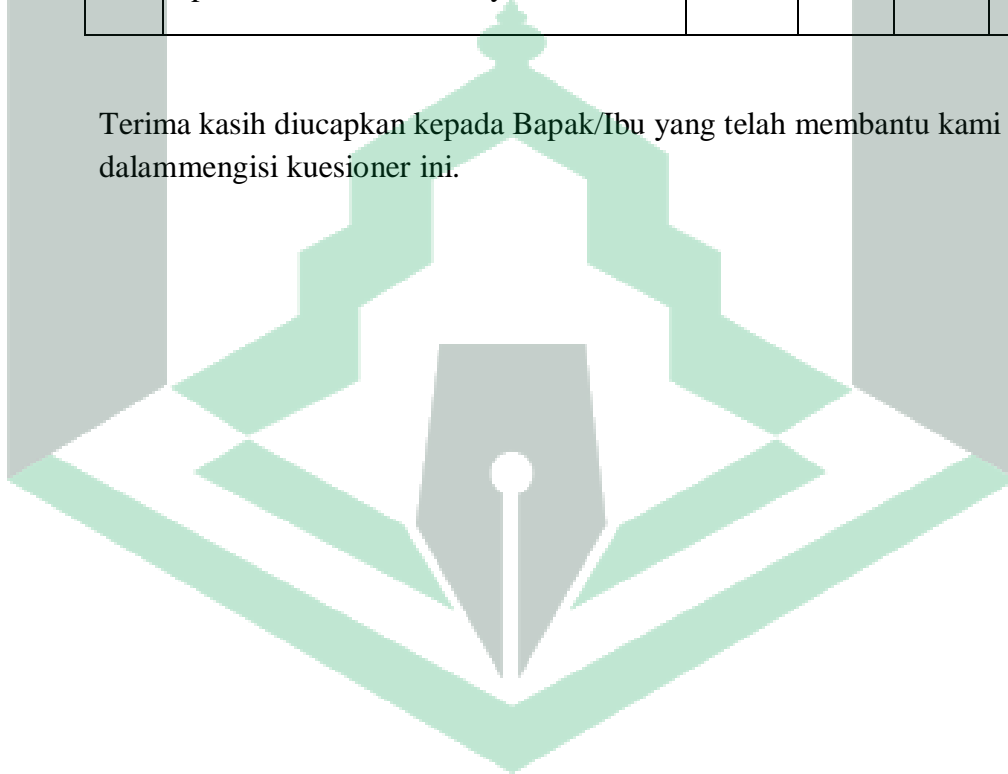 Terima kasih diucapkan kepada Bapak/Ibu yang telah membantu kami
dalammengisi kuesioner ini.